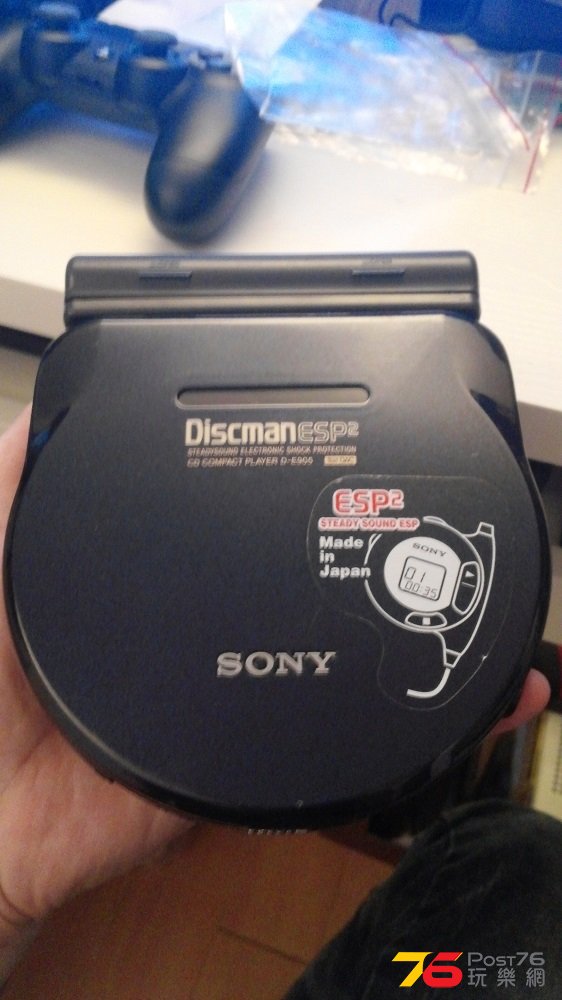 Discman ESP2
STEADYSOUND ELECTRONIC SHOCK PROTECTION
CD COMPACT PLAYER D-E905
ESP2
STEADY SOUND ESP
Made
in
Japan
SONY
01
00:35
SONY
76 POST76
玩樂網